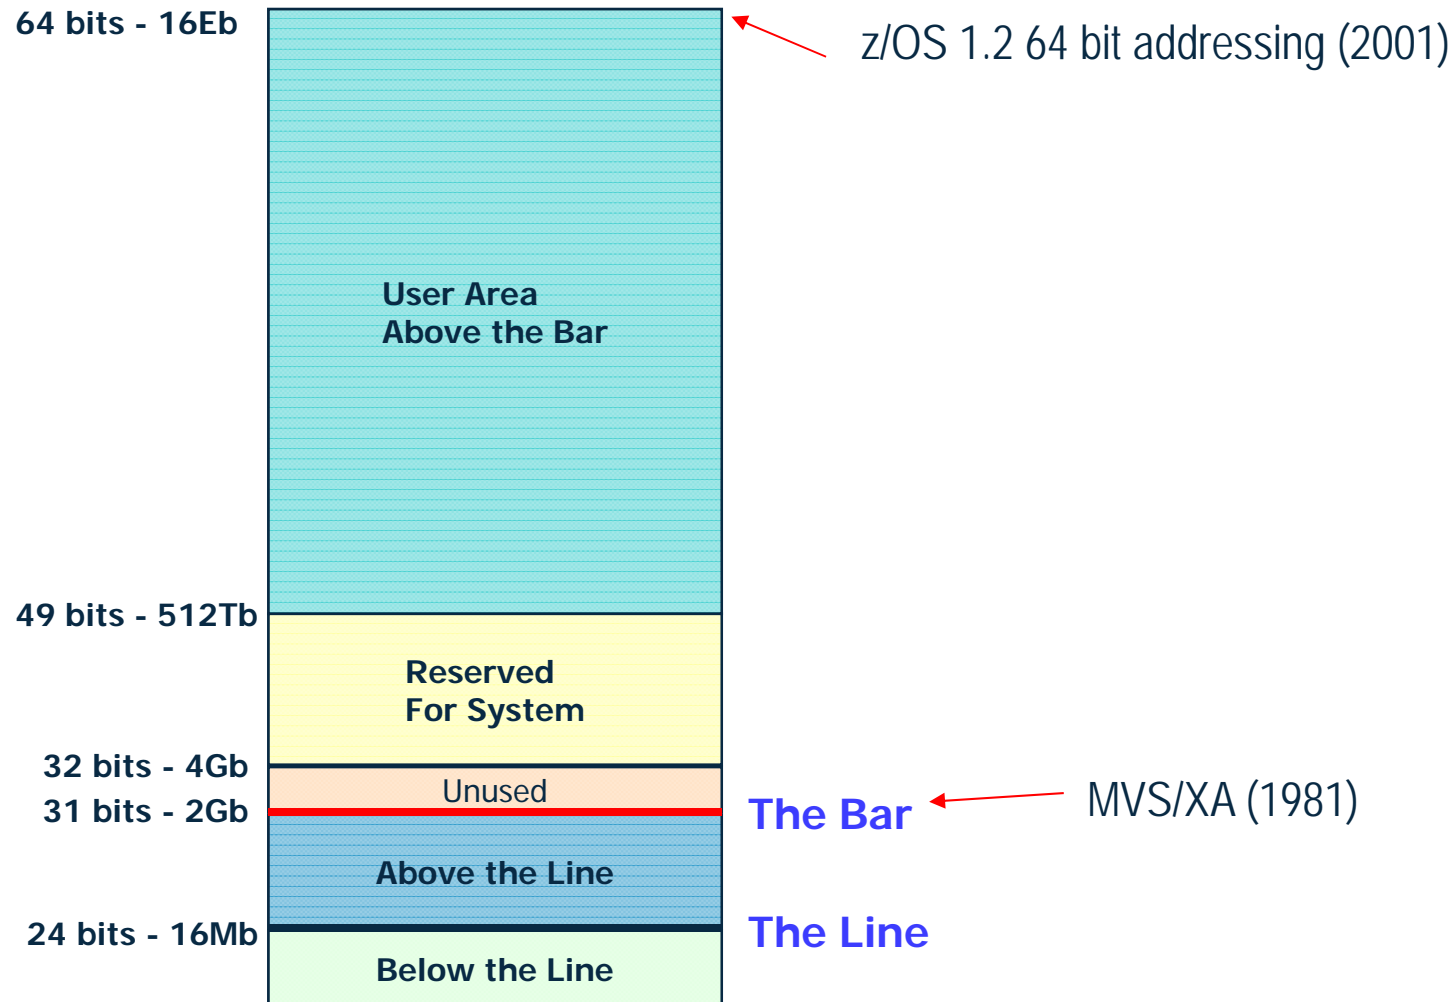 64 bits - 16Eb
z/OS 1.2 64 bit addressing (2001)
User Area
Above the Bar
49 bits - 512Tb
Reserved
For System
32 bits - 4Gb
Unused
31 bits - 2Gb
The Bar
MVS/XA (1981)
Above the Line
24 bits - 16Mb
The Line
Below the Line